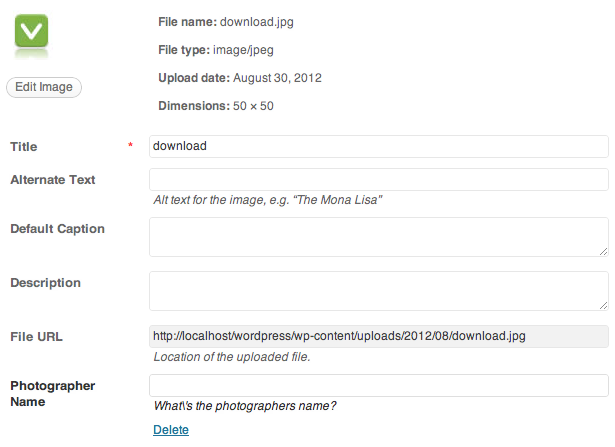 File name: download.jpg
File type: image/jpeg
Edit Image
Upload date: August 30, 2012
Dimensions: 50 × 50
Title * download
Alternate Text
Alt text for the image, e.g. “The Mona Lisa”
Default Caption
Description
File URL http://localhost/wordpress/wp-content/uploads/2012/08/download.jpg
Location of the uploaded file.
Photographer
Name
What\'s the photographers name?
Delete